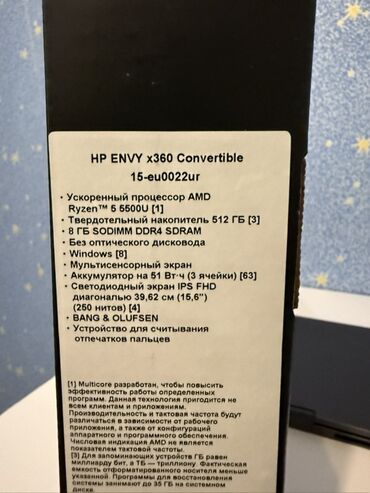 HP ENVY x360 Convertible
15-eu0022ur
· Ускоренный процессор AMD
Ryzen™ 5 5500U [1]
· Твердотельный накопитель 512 ГБ [3]
· 8 ГБ SODIMM DDR4 SDRAM
· Без оптического дисковода
· Windows [8]
· Мультисенсорный экран
· Аккумулятор на 51 Вт·ч (3 ячейки) [63]
· Светодиодный экран IPS FHD
диагональю 39,62 см (15,6")
(250 нитов) [4]
· BANG & OLUFSEN
· Устройство для считывания
отпечатков пальцев
[1] Multicore разработан, чтобы повысить
эффективность работы определенных
программ. Данная технология пригодится не
всем клиентам и приложениям.
Производительность и тактовая частота будут
различаться в зависимости от рабочего
приложения, а также от конфигураций
аппаратного и программного обеспечения.
Числовая индикация AMD не является
показателем тактовой частоты.
[3] Для запоминающих устройств ГБ равен
миллиарду бит, а ТБ — триллиону. Фактическая
емкость отформатированного носителя меньше
указанной. Программы для восстановления
системы занимают до 35 ГБ на системном
диске.